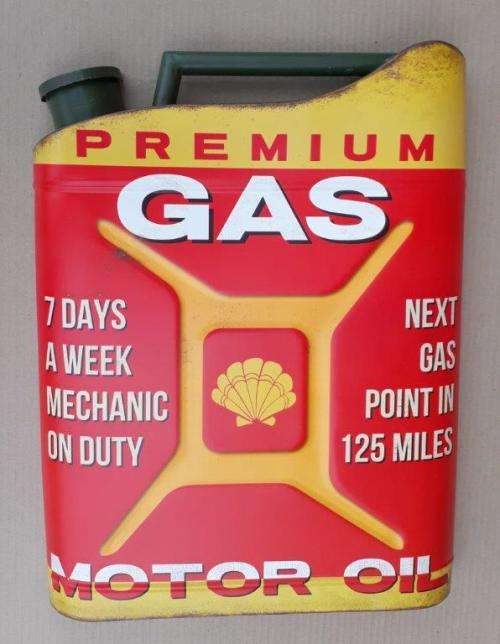 PREMIUM
GAS
7 DAYS
A WEEK
MECHANIC
ON DUTY
NEXT
GAS
POINT IN
125 MILES
MOTOR OIL